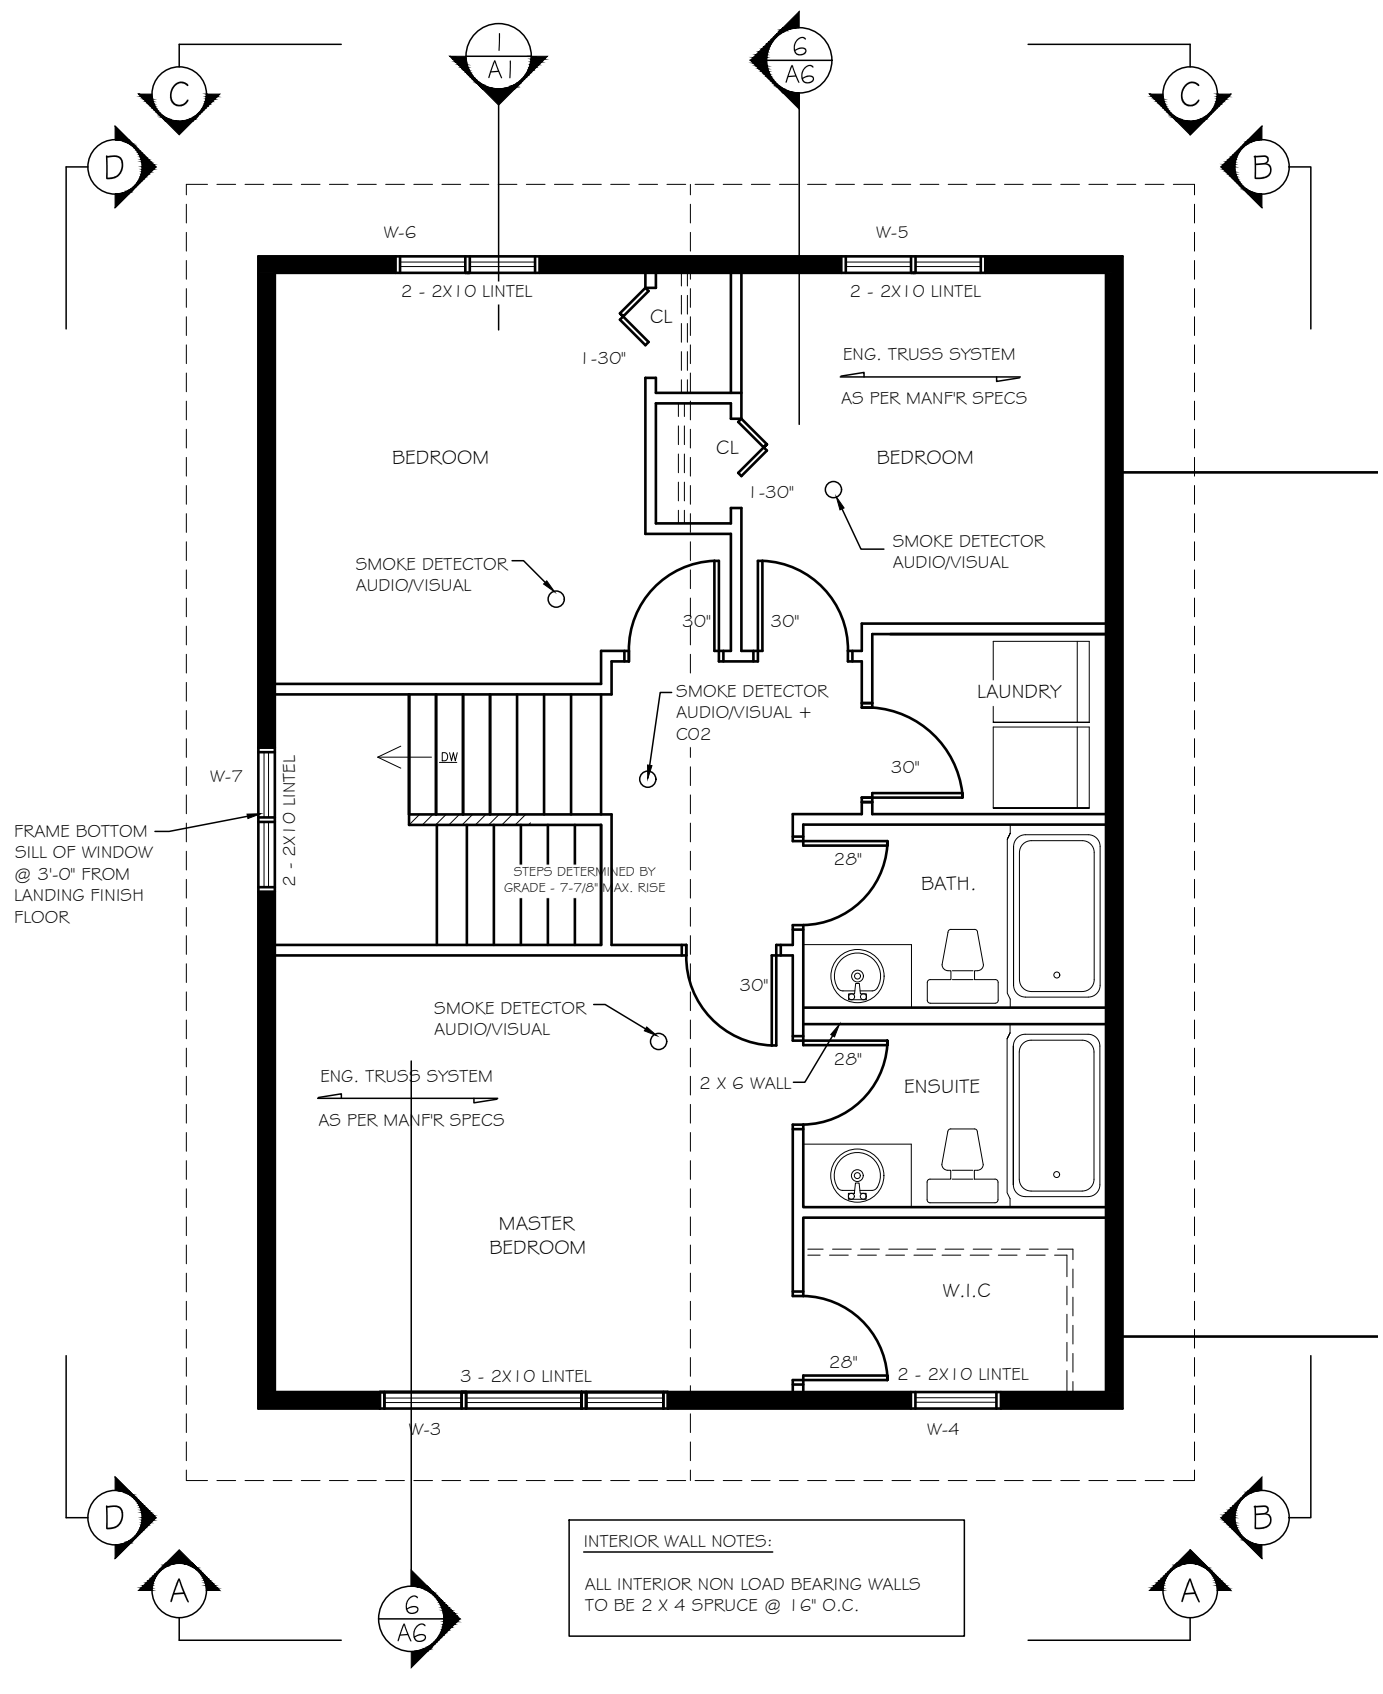 1
A1
6
A6
C
C
D
B
W-6
W-5
2 - 2X10 LINTEL
2 - 2X10 LINTEL
CL
1-30"
ENG. TRUSS SYSTEM
AS PER MANF'R SPECS
CL
BEDROOM
BEDROOM
1-30"
SMOKE DETECTOR
AUDIO/VISUAL
SMOKE DETECTOR
AUDIO/VISUAL
30"
30"
SMOKE DETECTOR
AUDIO/VISUAL +
CO2
LAUNDRY
30"
DW
W-7
2 - 2X10 LINTEL
FRAME BOTTOM
SILL OF WINDOW
@ 3'-0" FROM
LANDING FINISH
FLOOR
STEPS DETERMINED BY
GRADE - 7-7/8" MAX. RISE
28"
BATH.
30"
SMOKE DETECTOR
AUDIO/VISUAL
28"
2 X 6 WALL
ENSUITE
ENG. TRUSS SYSTEM
AS PER MANF'R SPECS
MASTER
BEDROOM
W.I.C
28"
3 - 2X10 LINTEL
2 - 2X10 LINTEL
W-3
W-4
D
B
A
A
6
A6
INTERIOR WALL NOTES:
ALL INTERIOR NON LOAD BEARING WALLS
TO BE 2 X 4 SPRUCE @ 16" O.C.